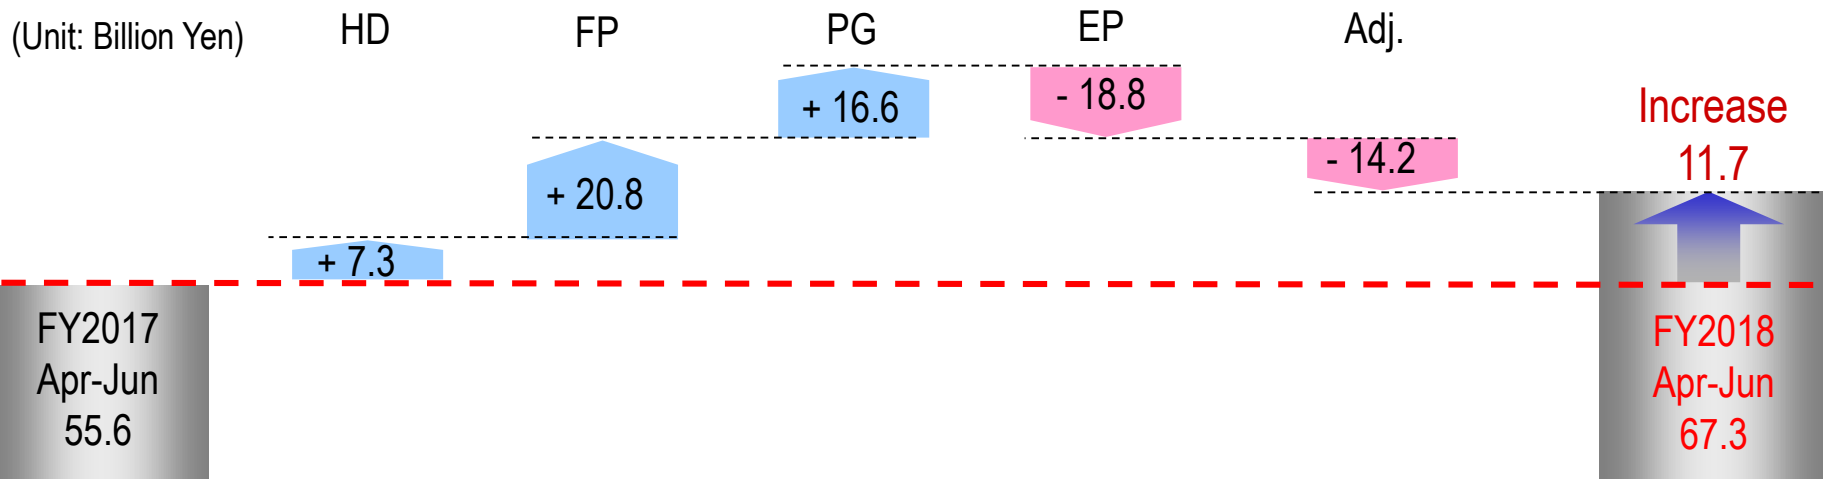 (Unit: Billion Yen)
HD
FP
PG
EP
Adj.
+ 7.3
+ 20.8
+ 16.6
- 18.8
- 14.2
Increase
11.7
FY2017
Apr-Jun
55.6
FY2018
Apr-Jun
67.3